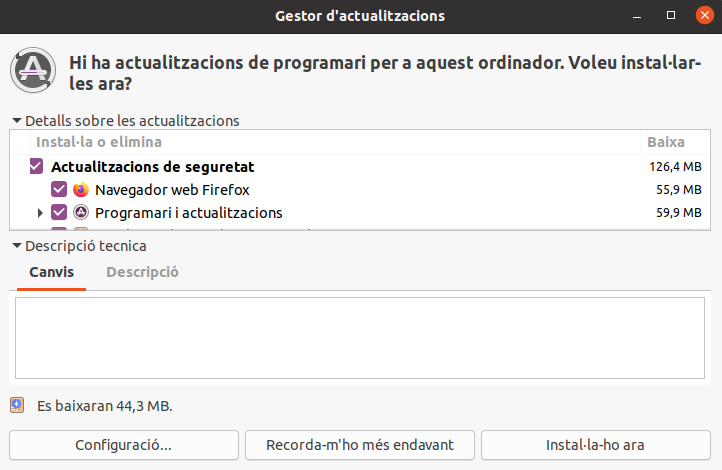 Gestor d'actualitzacions
Hi ha actualitzacions de programari per a aquest ordinador. Voleu instal·lar-
les ara?
Detalls sobre les actualitzacions
Instal·la o elimina Baixa
Actualitzacions de seguretat 126,4 MB
Navegador web Firefox 55,9 MB
Programari i actualitzacions 59,9 MB
Descripció tecnica
Canvis Descripció
Es baixaran 44,3 MB.
Configuració... Recorda-m'ho més endavant Instal·la-ho ara